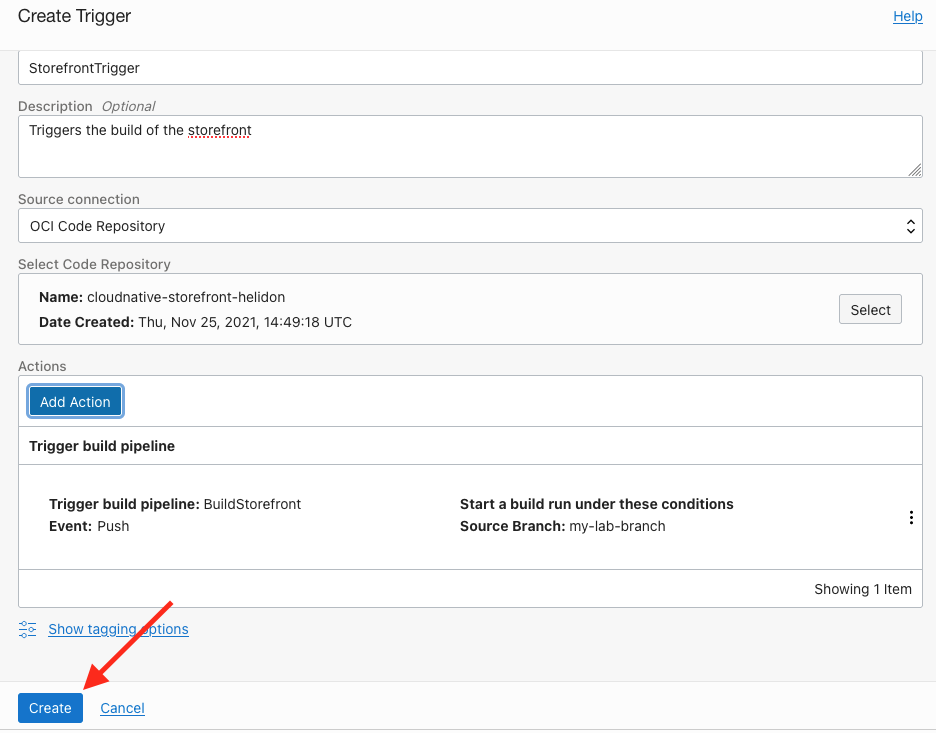 Create Trigger
Help
StorefrontTrigger
Description Optional
Triggers the build of the storefront
Source connection
OCI Code Repository
Select Code Repository
Name: cloudnative-storefront-helidon
Date Created: Thu, Nov 25, 2021, 14:49:18 UTC
Select
Actions
Add Action
Trigger build pipeline
Trigger build pipeline: BuildStorefront
Event: Push
Start a build run under these conditions
Source Branch: my-lab-branch
Showing 1 Item
Show tagging options
Create
Cancel